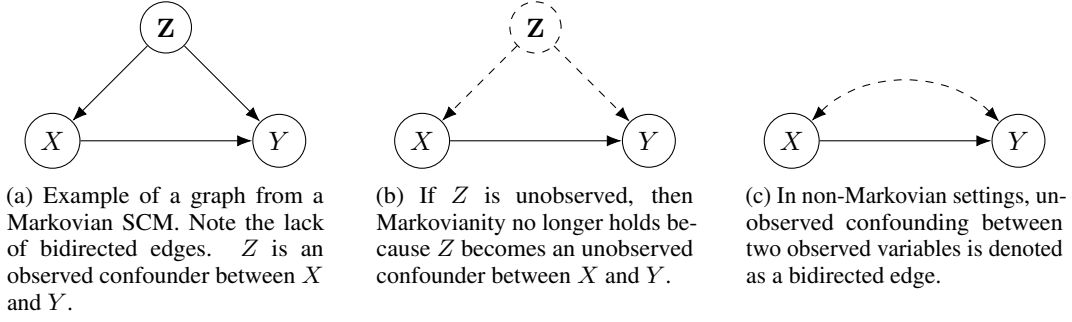 Z
X
Y
(a) Example of a graph from a
Markovian SCM. Note the lack
of bidirected edges. Z is an
observed confounder between X
and Y.
Z
X
Y
(b) If Z is unobserved, then
Markovianity no longer holds be-
cause Z becomes an unobserved
confounder between X and Y.
X
Y
(c) In non-Markovian settings, un-
observed confounding between
two observed variables is denoted
as a bidirected edge.